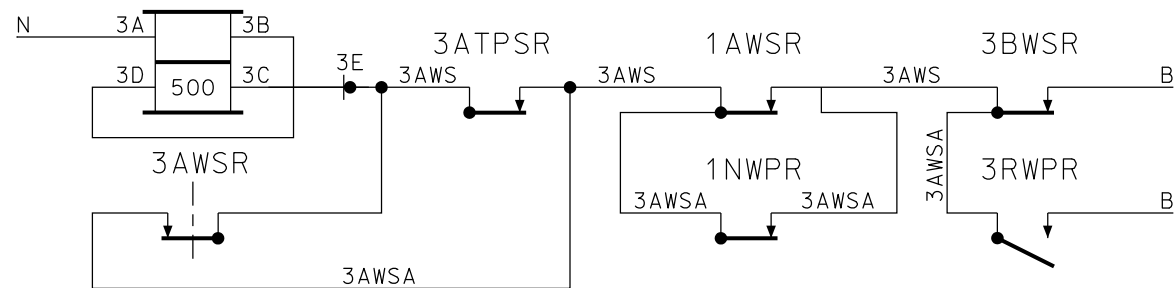 N 3A 3B
3D 500 3C 3E
3ATPSR 1AWSR 3BWSR
3AWS 3AWS 3AWS B
3AWSR 1NWPR 3RWPR
3AWSA 3AWSA 3AWSA B
3AWSA